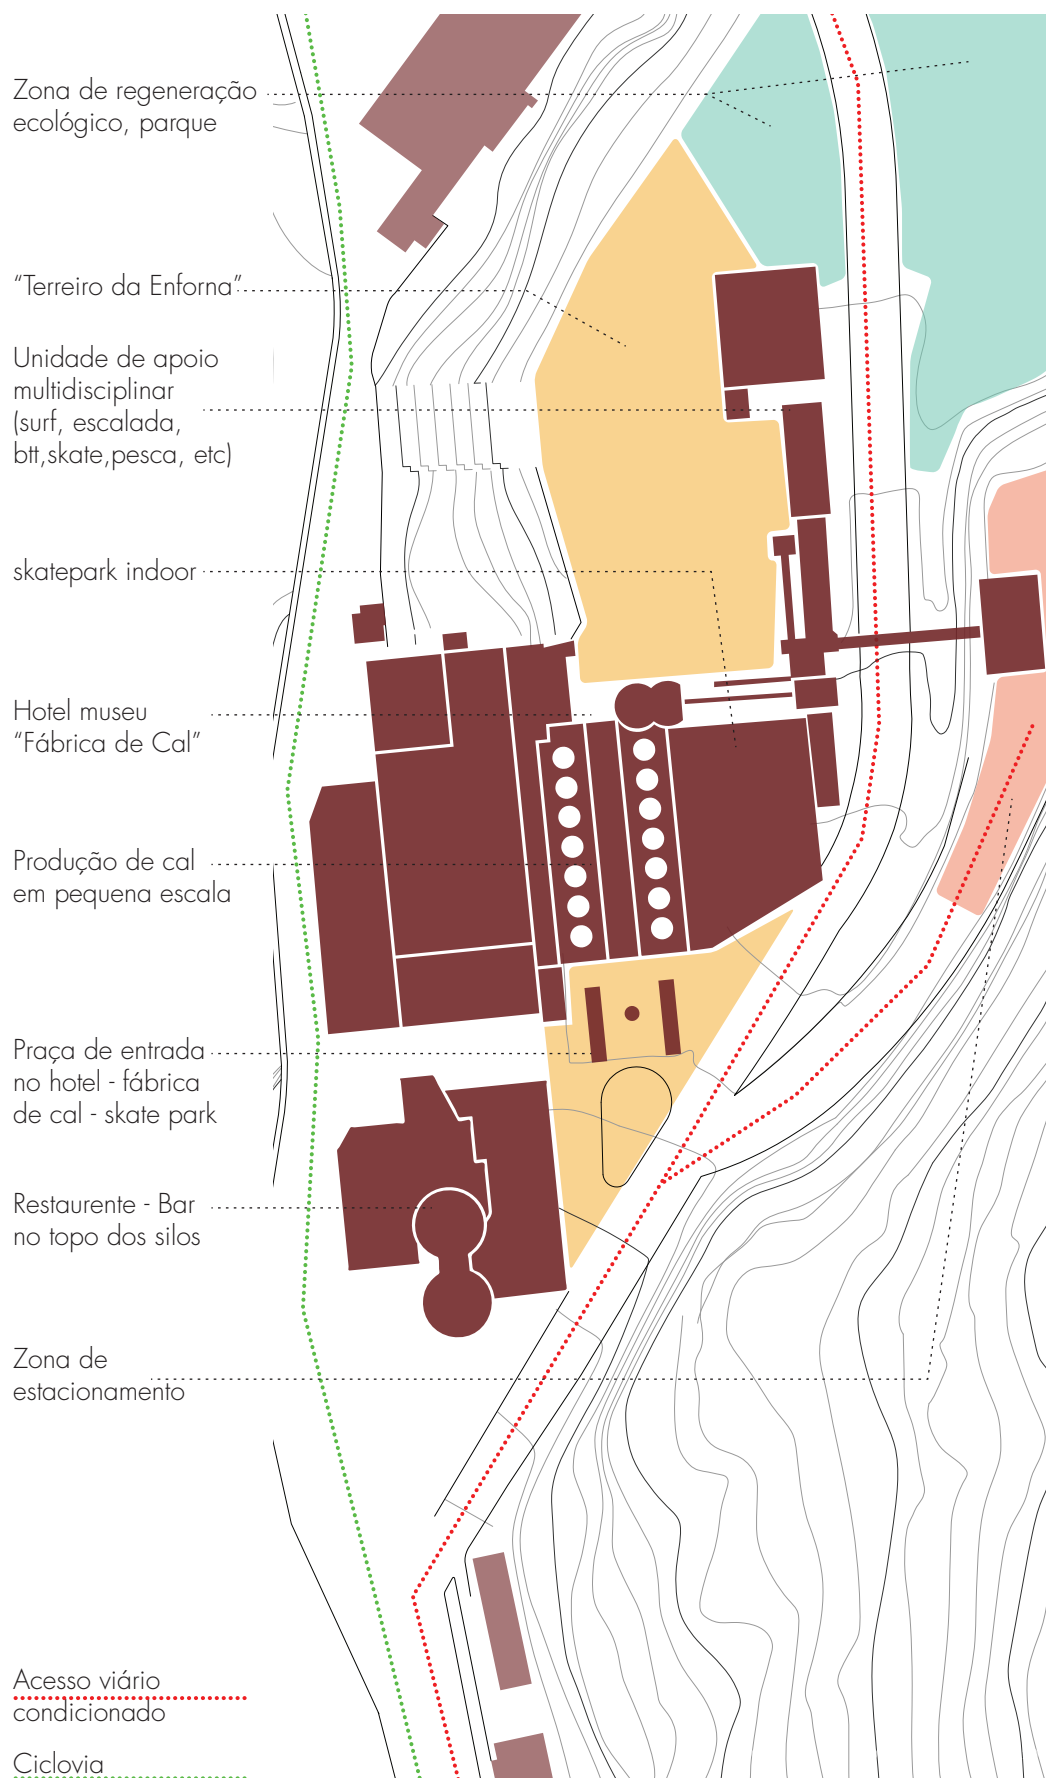 Zona de regeneração
ecológico, parque
“Terreiro da Enforna”
Unidade de apoio
multidisciplinar
(surf, escalada,
btt,skate,pesca, etc)
skatepark indoor
Hotel museu
“Fábrica de Cal”
Produção de cal
em pequena escala
Praça de entrada
no hotel - fábrica
de cal - skate park
Restaurente - Bar
no topo dos silos
Zona de
estacionamento
Acesso viário
condicionado
Ciclovia